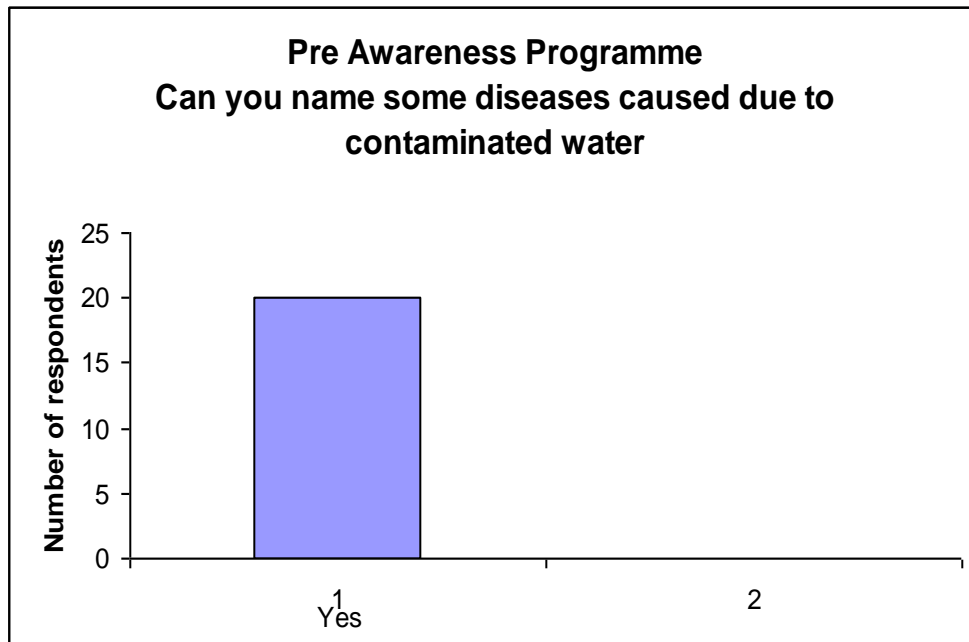 Pre Awareness Programme
Can you name some diseases caused due to
contaminated water
Number of respondents
25
20
15
10
5
0
1
2
Yes